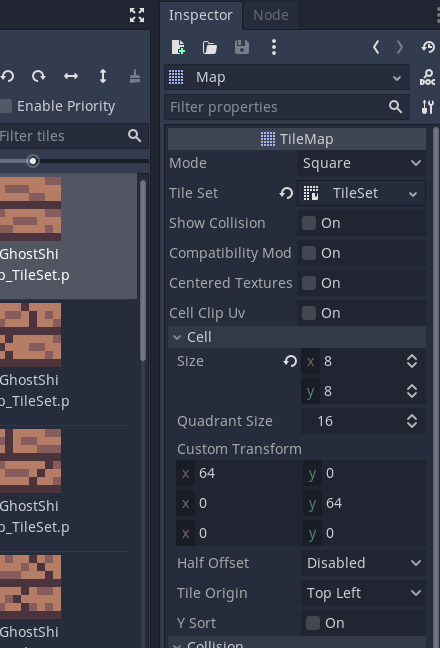 Inspector Node
Map
Enable Priority
Filter properties
Filter tiles
TileMap
Mode Square
Tile Set TileSet
Show Collision On
Compatibility Mod On
Centered Textures On
Cell Clip Uv On
Cell
Size x 8
y 8
Quadrant Size 16
Custom Transform
x 64 y 0
x 0 y 64
x 0 y 0
Half Offset Disabled
Tile Origin Top Left
Y Sort On
Collision
GhostShi
p_TileSet.p
GhostShi
p_TileSet.p
GhostShi
p_TileSet.p
GhostShi